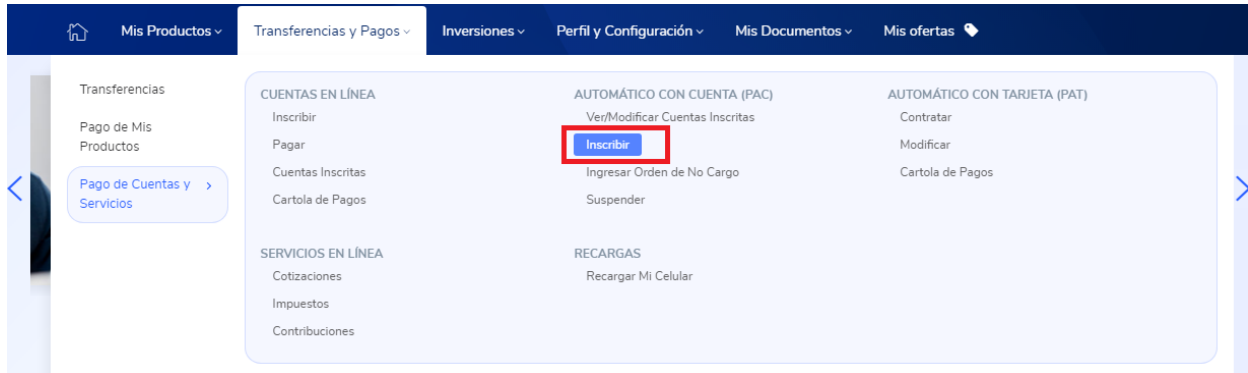 Mis Productos
Transferencias y Pagos
Inversiones
Perfil y Configuración
Mis Documentos
Mis ofertas
Transferencias
Pago de Mis
Productos
Pago de Cuentas y
Servicios
CUENTAS EN LÍNEA
Inscribir
Pagar
Cuentas Inscritas
Cartola de Pagos
SERVICIOS EN LÍNEA
Cotizaciones
Impuestos
Contribuciones
AUTOMÁTICO CON CUENTA (PAC)
Ver/Modificar Cuentas Inscritas
Inscribir
Ingresar Orden de No Cargo
Suspender
RECARGAS
Recargar Mi Celular
AUTOMÁTICO CON TARJETA (PAT)
Contratar
Modificar
Cartola de Pagos